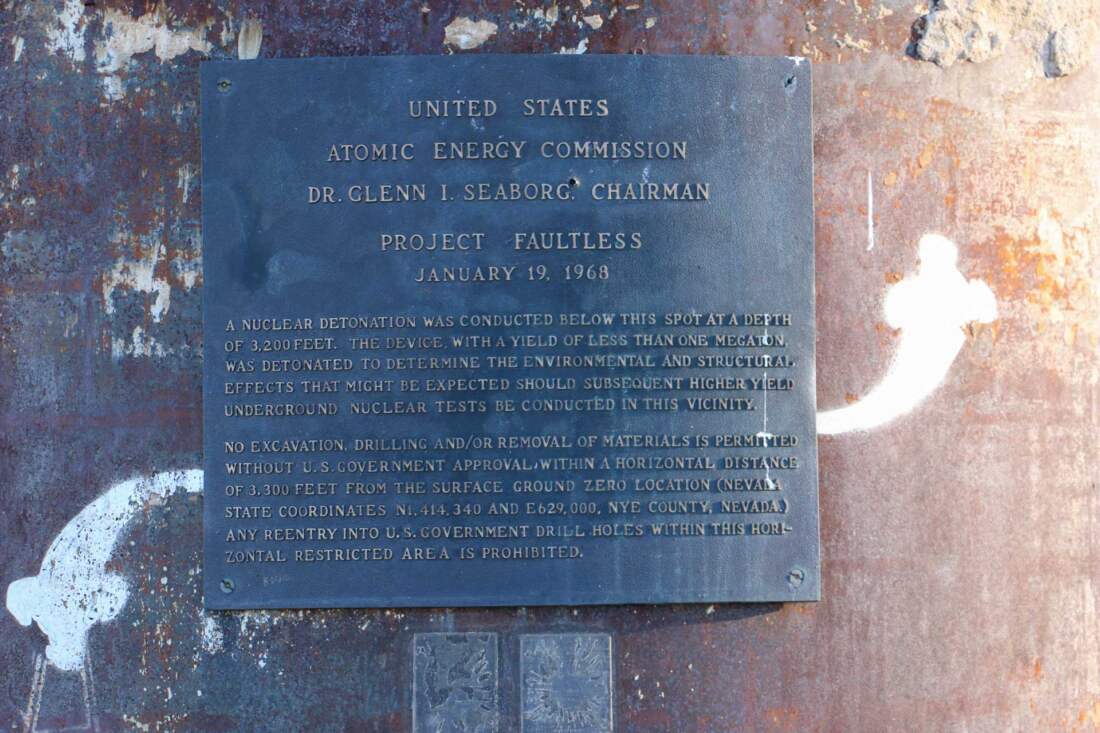 UNITED STATES
ATOMIC ENERGY COMMISSION
DR. GLENN I. SEABORG, CHAIRMAN
PROJECT FAULTLESS
JANUARY 19, 1968
A NUCLEAR DETONATION WAS CONDUCTED BELOW THIS SPOT AT A DEPTH
OF 3,200 FEET. THE DEVICE, WITH A YIELD OF LESS THAN ONE MEGATON,
WAS DETONATED TO DETERMINE THE ENVIRONMENTAL AND STRUCTURAL
EFFECTS THAT MIGHT BE EXPECTED SHOULD SUBSEQUENT HIGHER YIELD
UNDERGROUND NUCLEAR TESTS BE CONDUCTED IN THIS VICINITY.
NO EXCAVATION, DRILLING AND/OR REMOVAL OF MATERIALS IS PERMITTED
WITHOUT U.S. GOVERNMENT APPROVAL, WITHIN A HORIZONTAL DISTANCE
OF 3,300 FEET FROM THE SURFACE GROUND ZERO LOCATION (NEVADA
STATE COORDINATES N1,414,340 AND E629,000, NYE COUNTY, NEVADA.)
ANY REENTRY INTO U.S. GOVERNMENT DRILL HOLES WITHIN THIS HORI-
ZONTAL RESTRICTED AREA IS PROHIBITED.